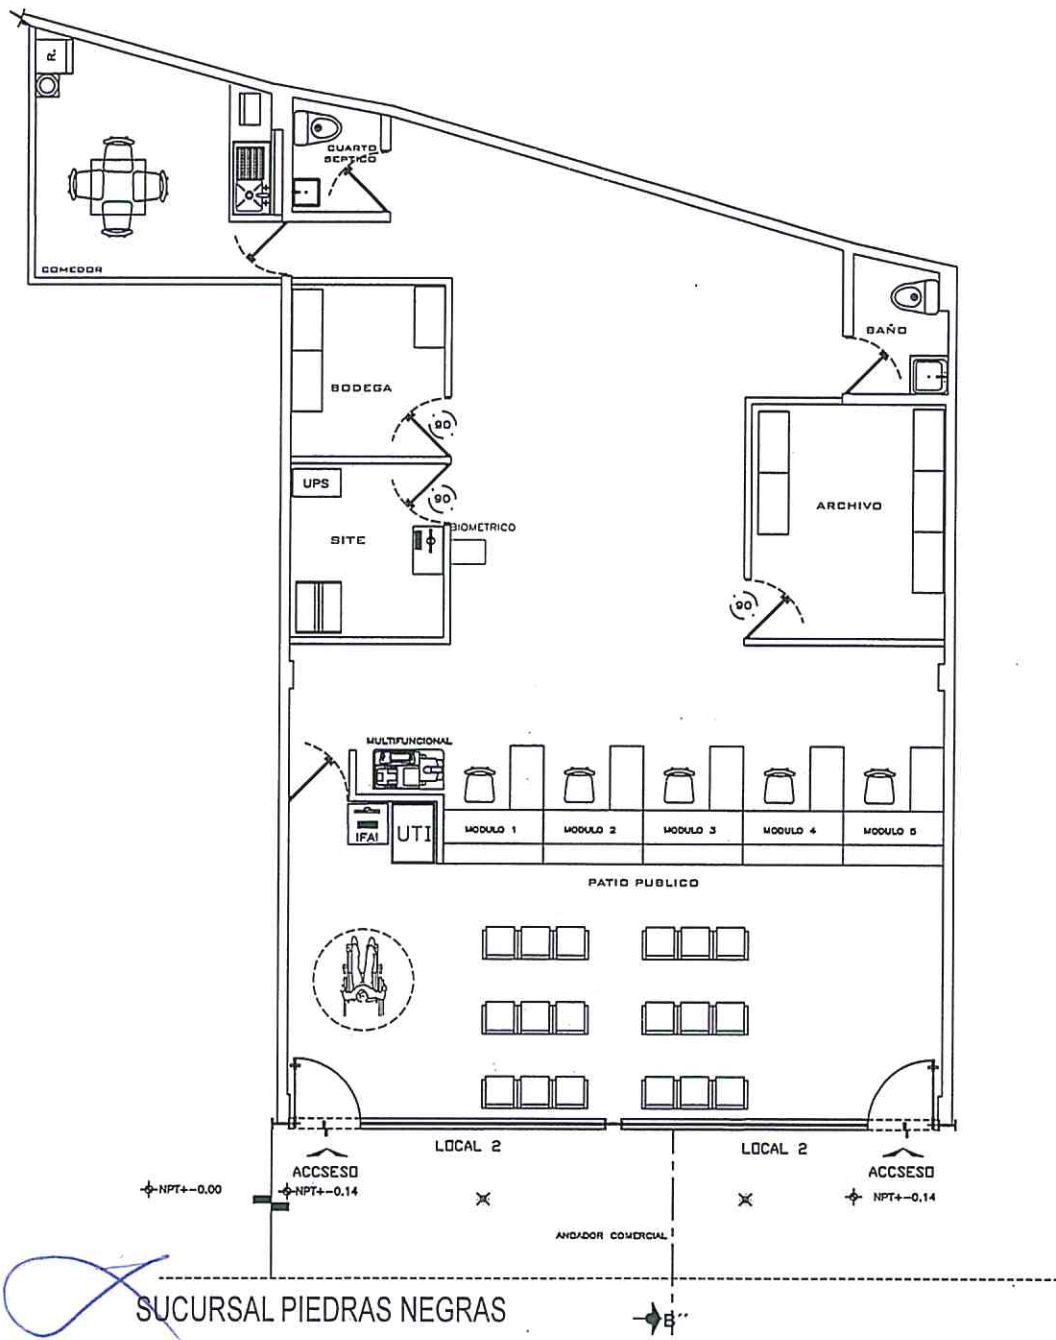 R.
CUARTO
SEPTICO
COMEDOR
BAÑO
BODEGA
90
UPS
90
ARCHIVO
BIOMETRICO
SITE
90
MULTIFUNCIONAL
IFAI
UTI
MODULO 1
MODULO 2
MODULO 3
MODULO 4
MODULO 5
PATIO PUBLICO
LOCAL 2
LOCAL 2
ACCSESO
ACCSESO
NPT+-0.00
NPT+-0.14
NPT+-0.14
ANDADOR COMERCIAL
SUCURSAL PIEDRAS NEGRAS
B''